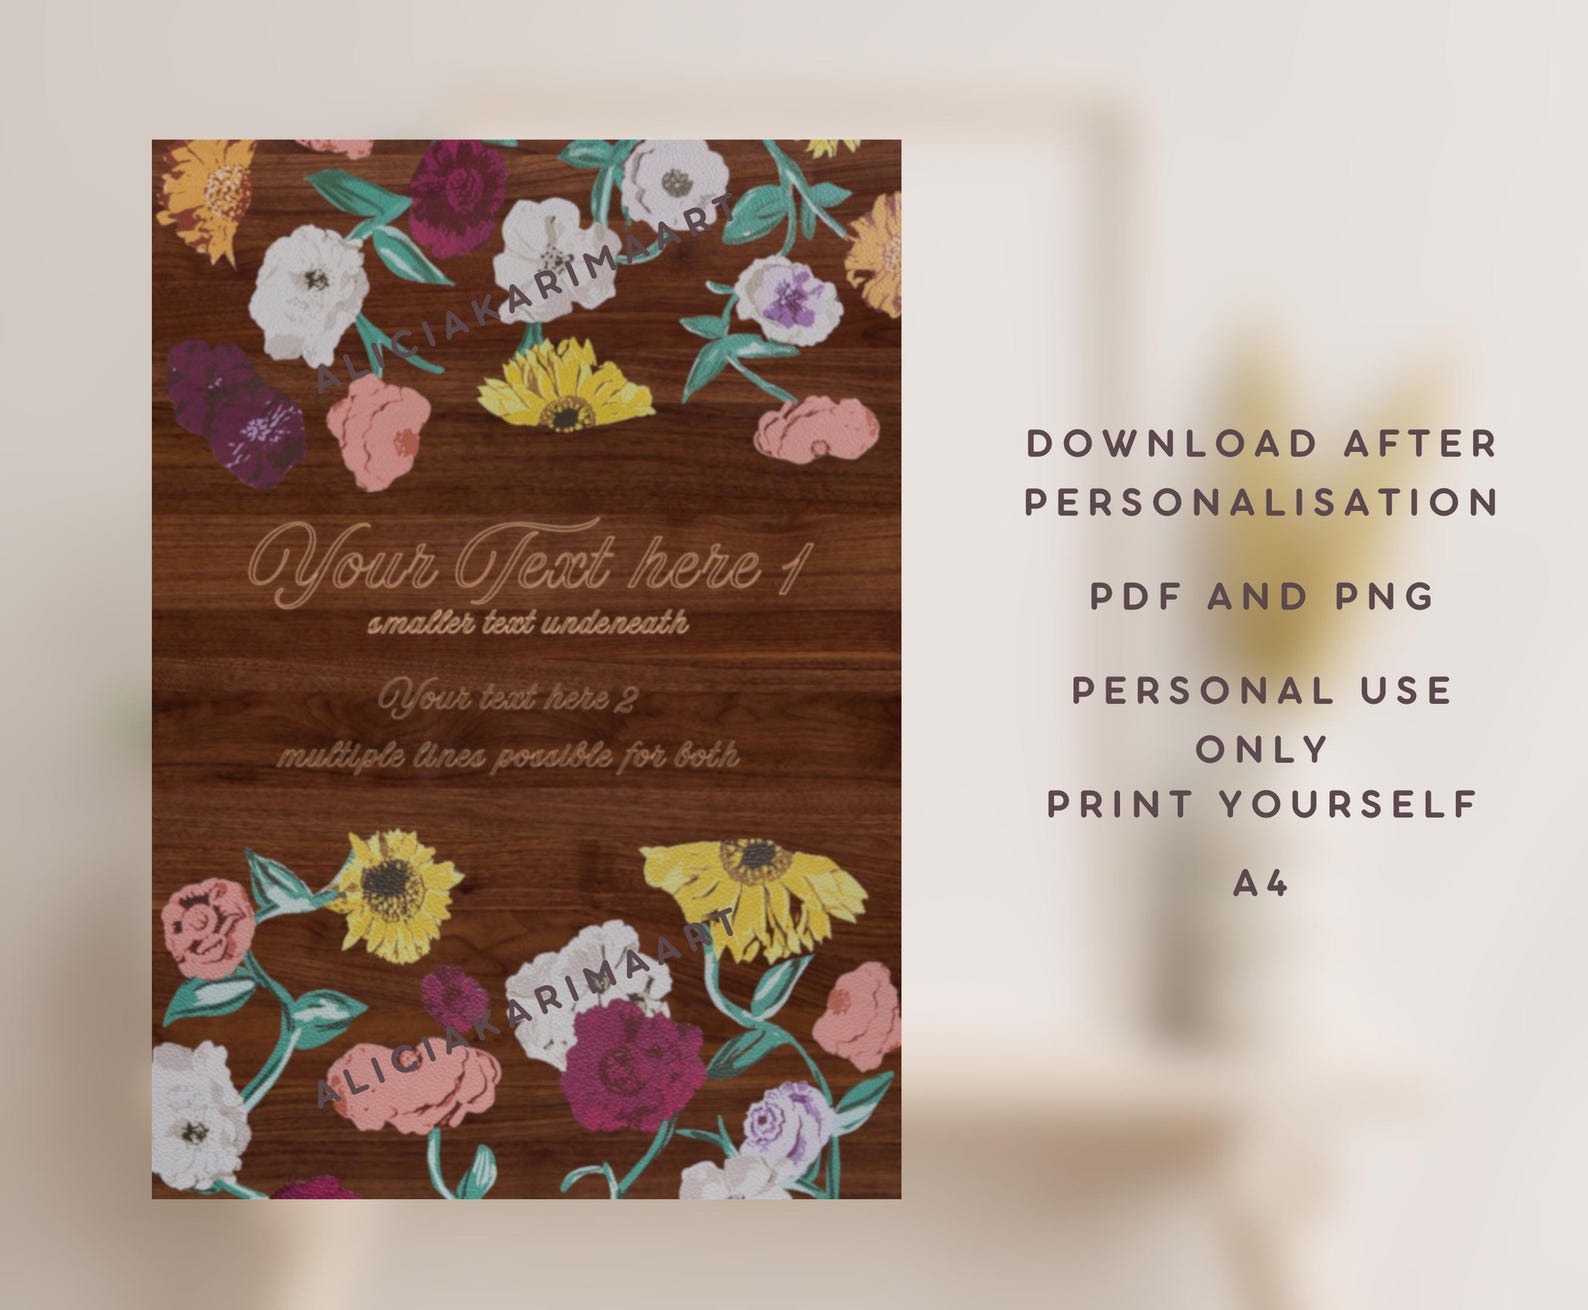 ALICIAKARIMAART
Your Text here 1
smaller text undeneath
Your text here 2
multiple lines possible for both
ALICIAKARIMAART
DOWNLOAD AFTER
PERSONALISATION
PDF AND PNG
PERSONAL USE
ONLY
PRINT YOURSELF
A4